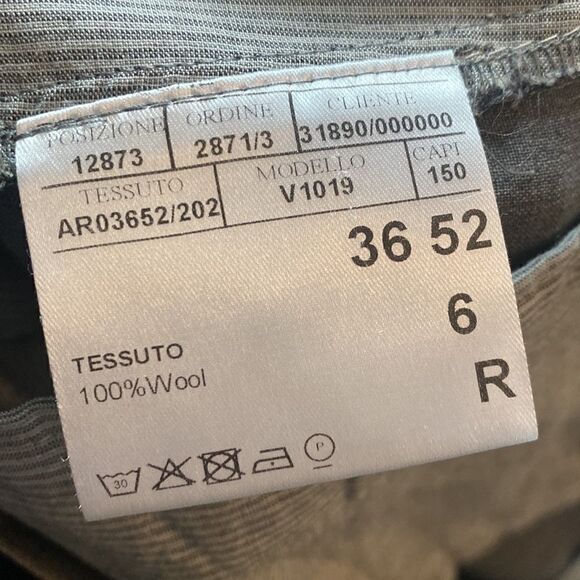 POSIZIONE ORDINE CLIENTE
12873 2871/3 31890/000000
TESSUTO MODELLO CAPI
AR03652/202 V1019 150
36 52
6
R
TESSUTO
100%Wool
30 P